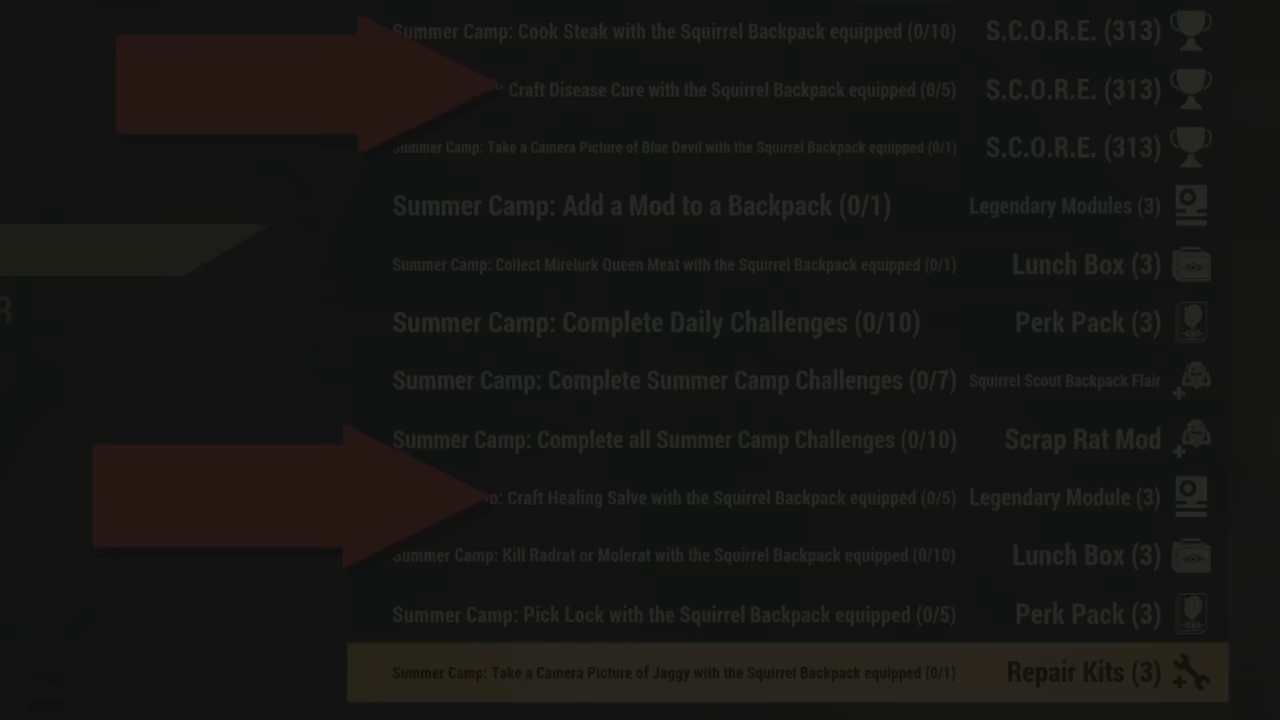 Summer Camp: Cook Steak with the Squirrel Backpack equipped (0/10) S.C.O.R.E. (313)
Craft Disease Cure with the Squirrel Backpack equipped (0/5) S.C.O.R.E. (313)
Summer Camp: Take a Camera Picture of Blue Devil with the Squirrel Backpack equipped (0/1) S.C.O.R.E. (313)
Summer Camp: Add a Mod to a Backpack (0/1) Legendary Modules (3)
Summer Camp: Collect Mirelurk Queen Meat with the Squirrel Backpack equipped (0/1) Lunch Box (3)
R
Summer Camp: Complete Daily Challenges (0/10) Perk Pack (3)
Summer Camp: Complete Summer Camp Challenges (0/7) Squirrel Scout Backpack Flair
Summer Camp: Complete all Summer Camp Challenges (0/10) Scrap Rat Mod
Craft Healing Salve with the Squirrel Backpack equipped (0/5) Legendary Module (3)
Summer Camp: Kill Radrat or Molerat with the Squirrel Backpack equipped (0/10) Lunch Box (3)
Summer Camp: Pick Lock with the Squirrel Backpack equipped (0/5) Perk Pack (3)
Summer Camp: Take a Camera Picture of Jaggy with the Squirrel Backpack equipped (0/1) Repair Kits (3)